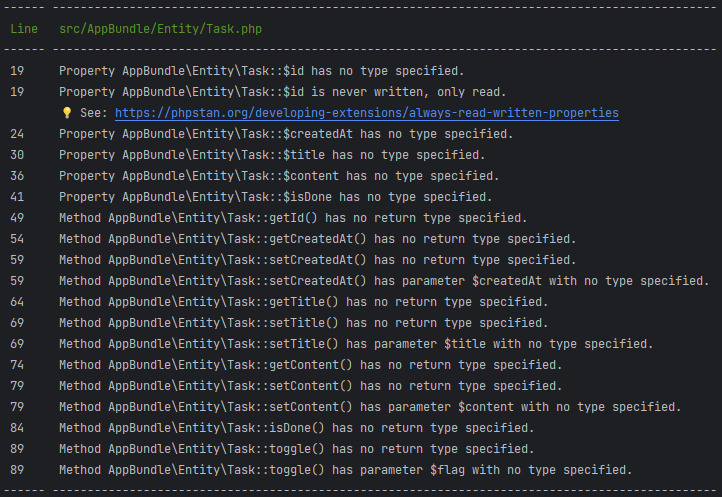 ------ ----------------------------------------------------------------------------------------------
Line   src/AppBundle/Entity/Task.php
------ ----------------------------------------------------------------------------------------------
19     Property AppBundle\Entity\Task::$id has no type specified.
19     Property AppBundle\Entity\Task::$id is never written, only read.
💡 See: https://phpstan.org/developing-extensions/always-read-written-properties
24     Property AppBundle\Entity\Task::$createdAt has no type specified.
30     Property AppBundle\Entity\Task::$title has no type specified.
36     Property AppBundle\Entity\Task::$content has no type specified.
41     Property AppBundle\Entity\Task::$isDone has no type specified.
49     Method AppBundle\Entity\Task::getId() has no return type specified.
54     Method AppBundle\Entity\Task::getCreatedAt() has no return type specified.
59     Method AppBundle\Entity\Task::setCreatedAt() has no return type specified.
59     Method AppBundle\Entity\Task::setCreatedAt() has parameter $createdAt with no type specified.
64     Method AppBundle\Entity\Task::getTitle() has no return type specified.
69     Method AppBundle\Entity\Task::setTitle() has no return type specified.
69     Method AppBundle\Entity\Task::setTitle() has parameter $title with no type specified.
74     Method AppBundle\Entity\Task::getContent() has no return type specified.
79     Method AppBundle\Entity\Task::setContent() has no return type specified.
79     Method AppBundle\Entity\Task::setContent() has parameter $content with no type specified.
84     Method AppBundle\Entity\Task::isDone() has no return type specified.
89     Method AppBundle\Entity\Task::toggle() has no return type specified.
89     Method AppBundle\Entity\Task::toggle() has parameter $flag with no type specified.
------ ----------------------------------------------------------------------------------------------